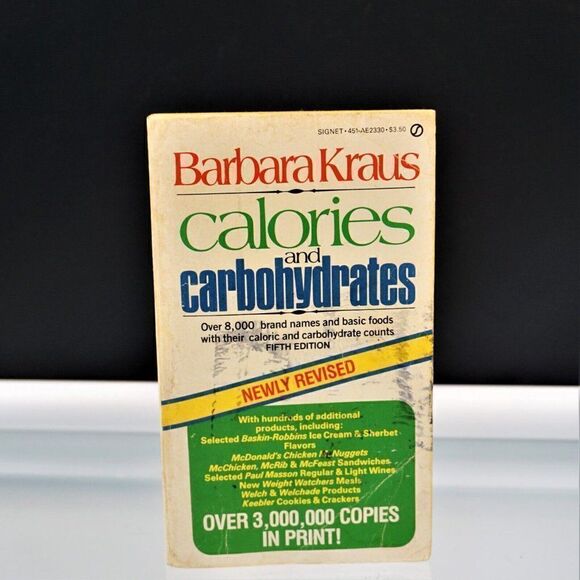 SIGNET • 451-AE2330 • $3.50
Barbara Kraus
calories
and
carbohydrates
Over 8,000 brand names and basic foods
with their caloric and carbohydrate counts
FIFTH EDITION
NEWLY REVISED
With hundreds of additional
products, including:
Selected Baskin-Robbins Ice Cream & Sherbet
Flavors
McDonald's Chicken McNuggets
McChicken, McRib & McFeast Sandwiches
Selected Paul Masson Regular & Light Wines
New Weight Watchers Meals
Welch & Welchade Products
Keebler Cookies & Crackers
OVER 3,000,000 COPIES
IN PRINT!